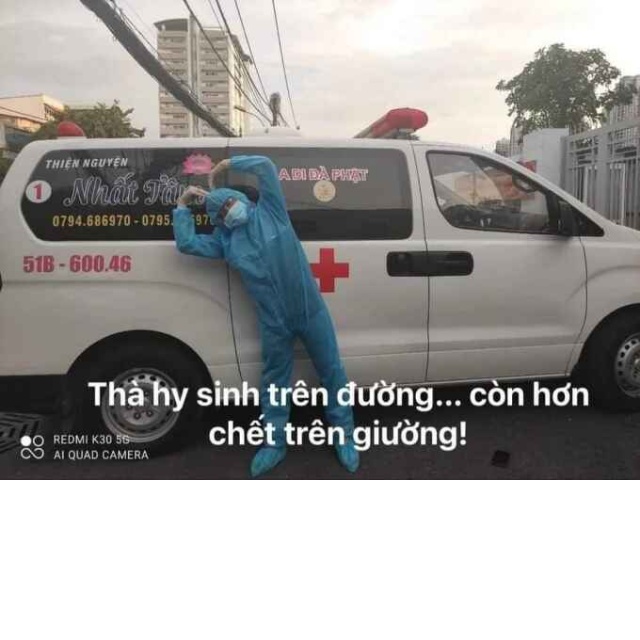 THIỆN NGUYỆN
1
Nhất
A DI ĐÀ PHẬT
0794.686970 - 0795.
51B - 600.46
Thà hy sinh trên đường... còn hơn
chết trên giường!
REDMI K30 5G
AI QUAD CAMERA